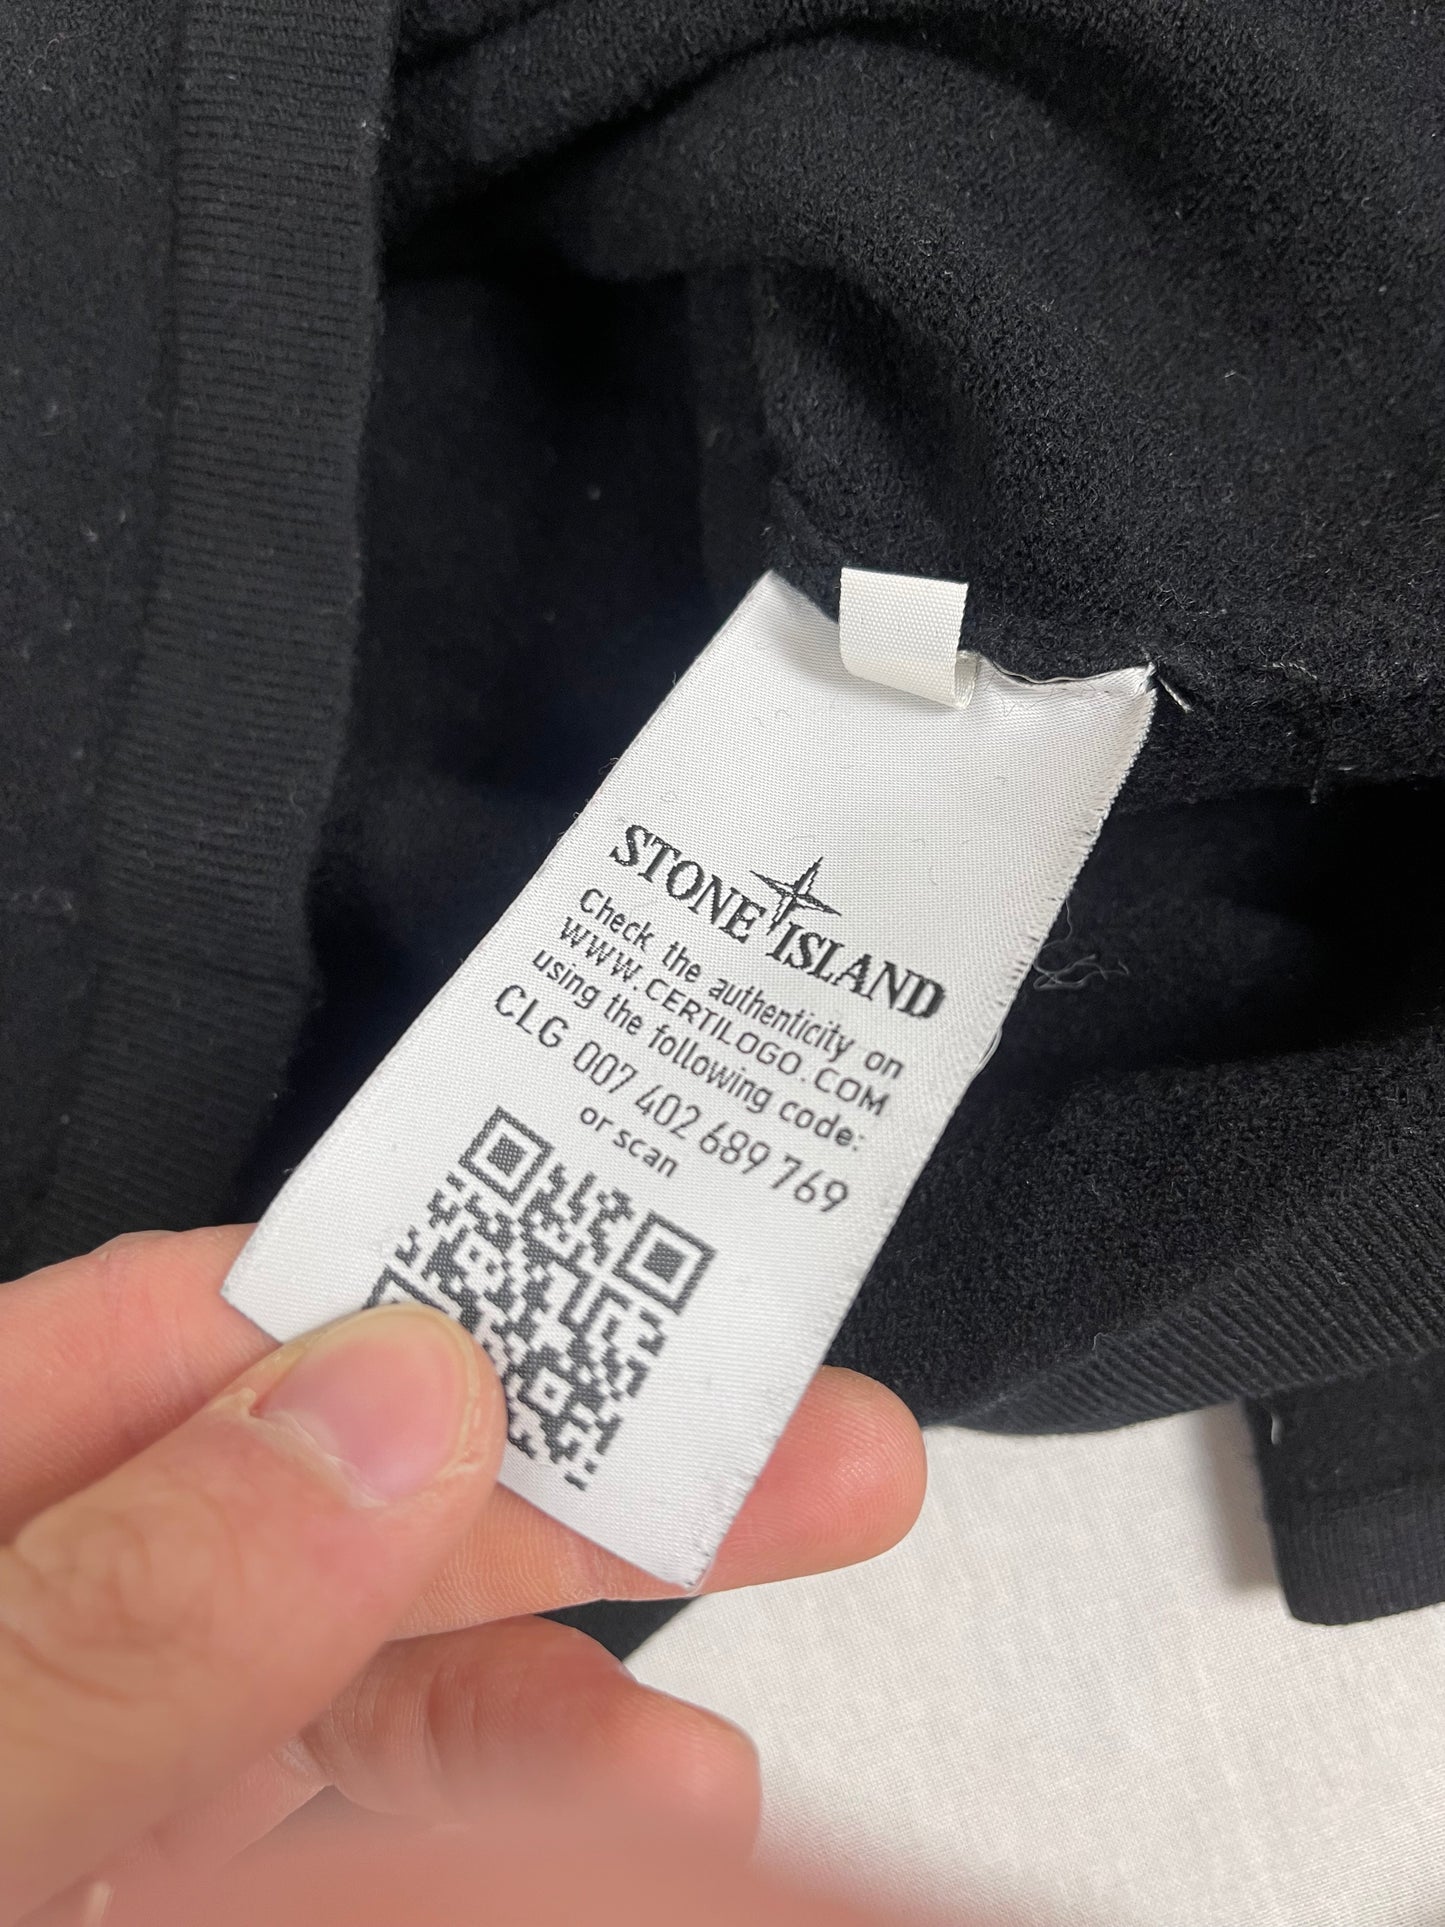 STONE ISLAND
Check the authenticity on
WWW.CERTILOGO.COM
using the following code:
CLG 007 402 689 769
or scan